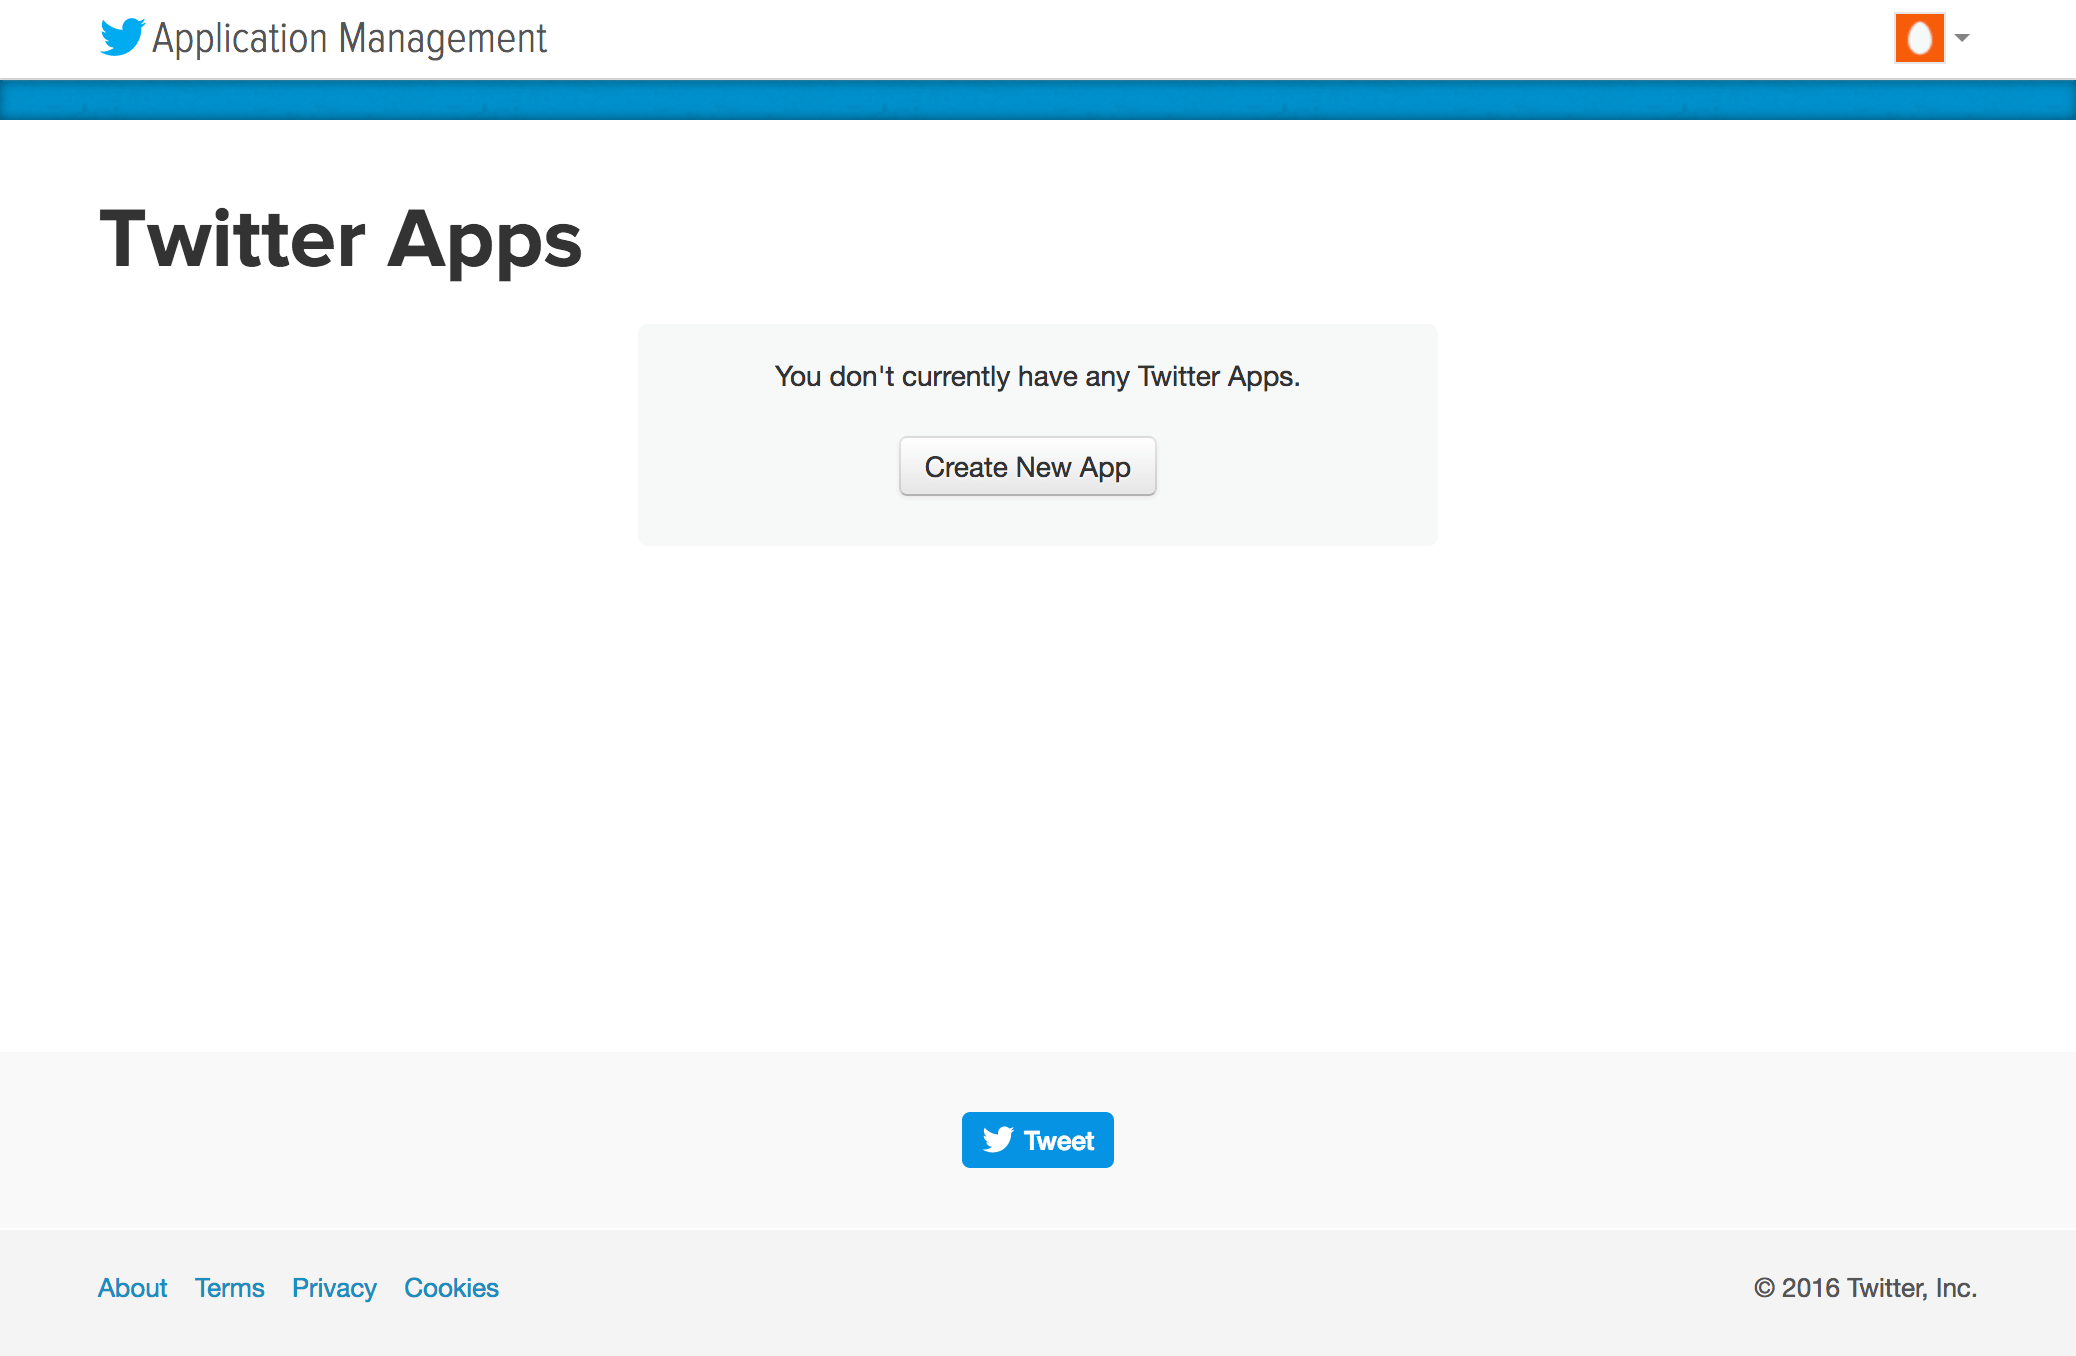 Application Management
Twitter Apps
You don't currently have any Twitter Apps.
Create New App
Tweet
About Terms Privacy Cookies
© 2016 Twitter, Inc.